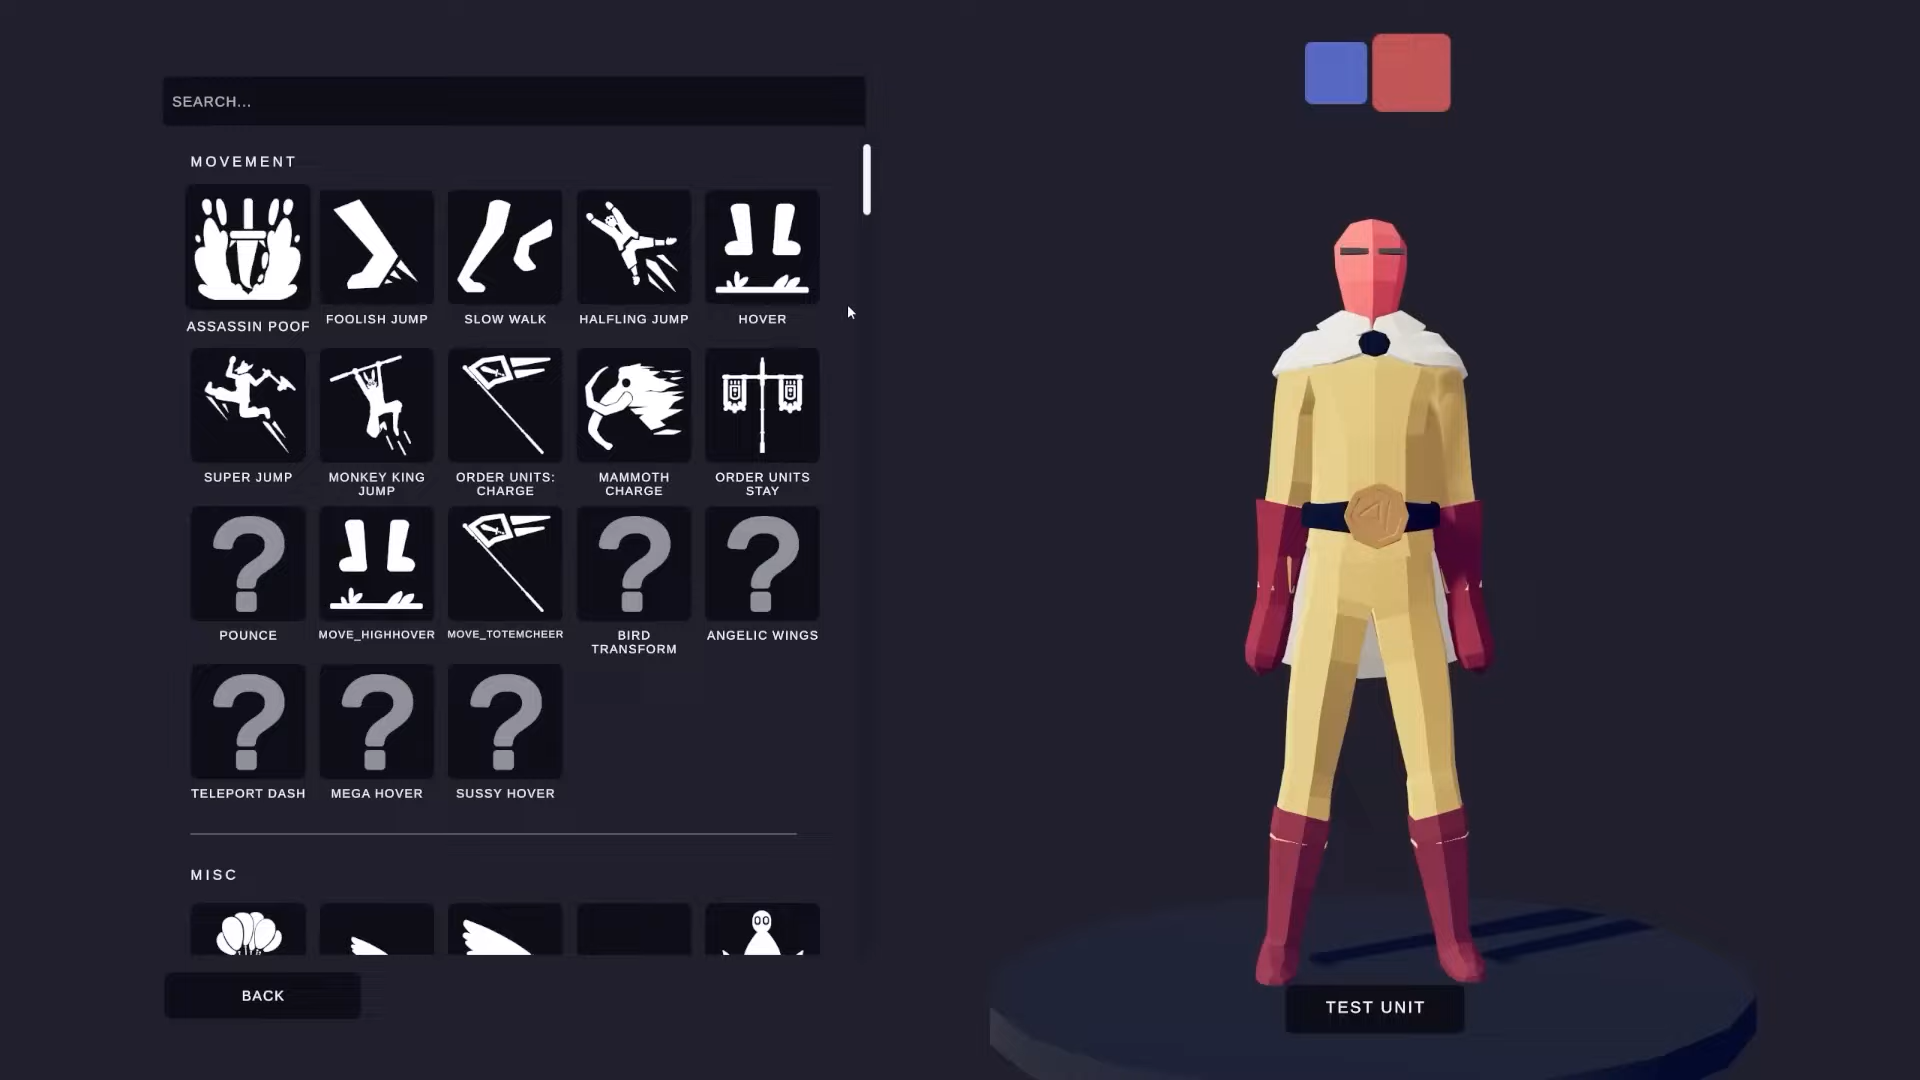 SEARCH...
MOVEMENT
ASSASSIN POOF
FOOLISH JUMP
SLOW WALK
HALFLING JUMP
HOVER
SUPER JUMP
MONKEY KING
JUMP
ORDER UNITS:
CHARGE
MAMMOTH
CHARGE
ORDER UNITS
STAY
POUNCE
MOVE_HIGHHOVER
MOVE_TOTEMCHEER
BIRD
TRANSFORM
ANGELIC WINGS
TELEPORT DASH
MEGA HOVER
SUSSY HOVER
MISC
BACK
TEST UNIT